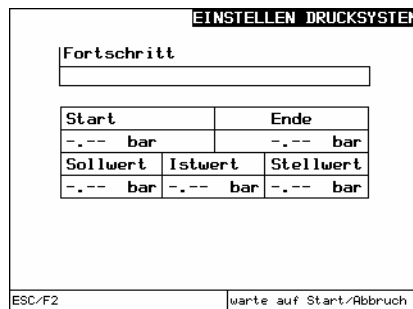 EINSTELLEN DRUCKSYSTEM
Fortschritt
Start Ende
-.-- bar -.-- bar
Sollwert Istwert Stellwert
-.-- bar -.-- bar -.-- bar
ESC/F2 warte auf Start/Abbruch